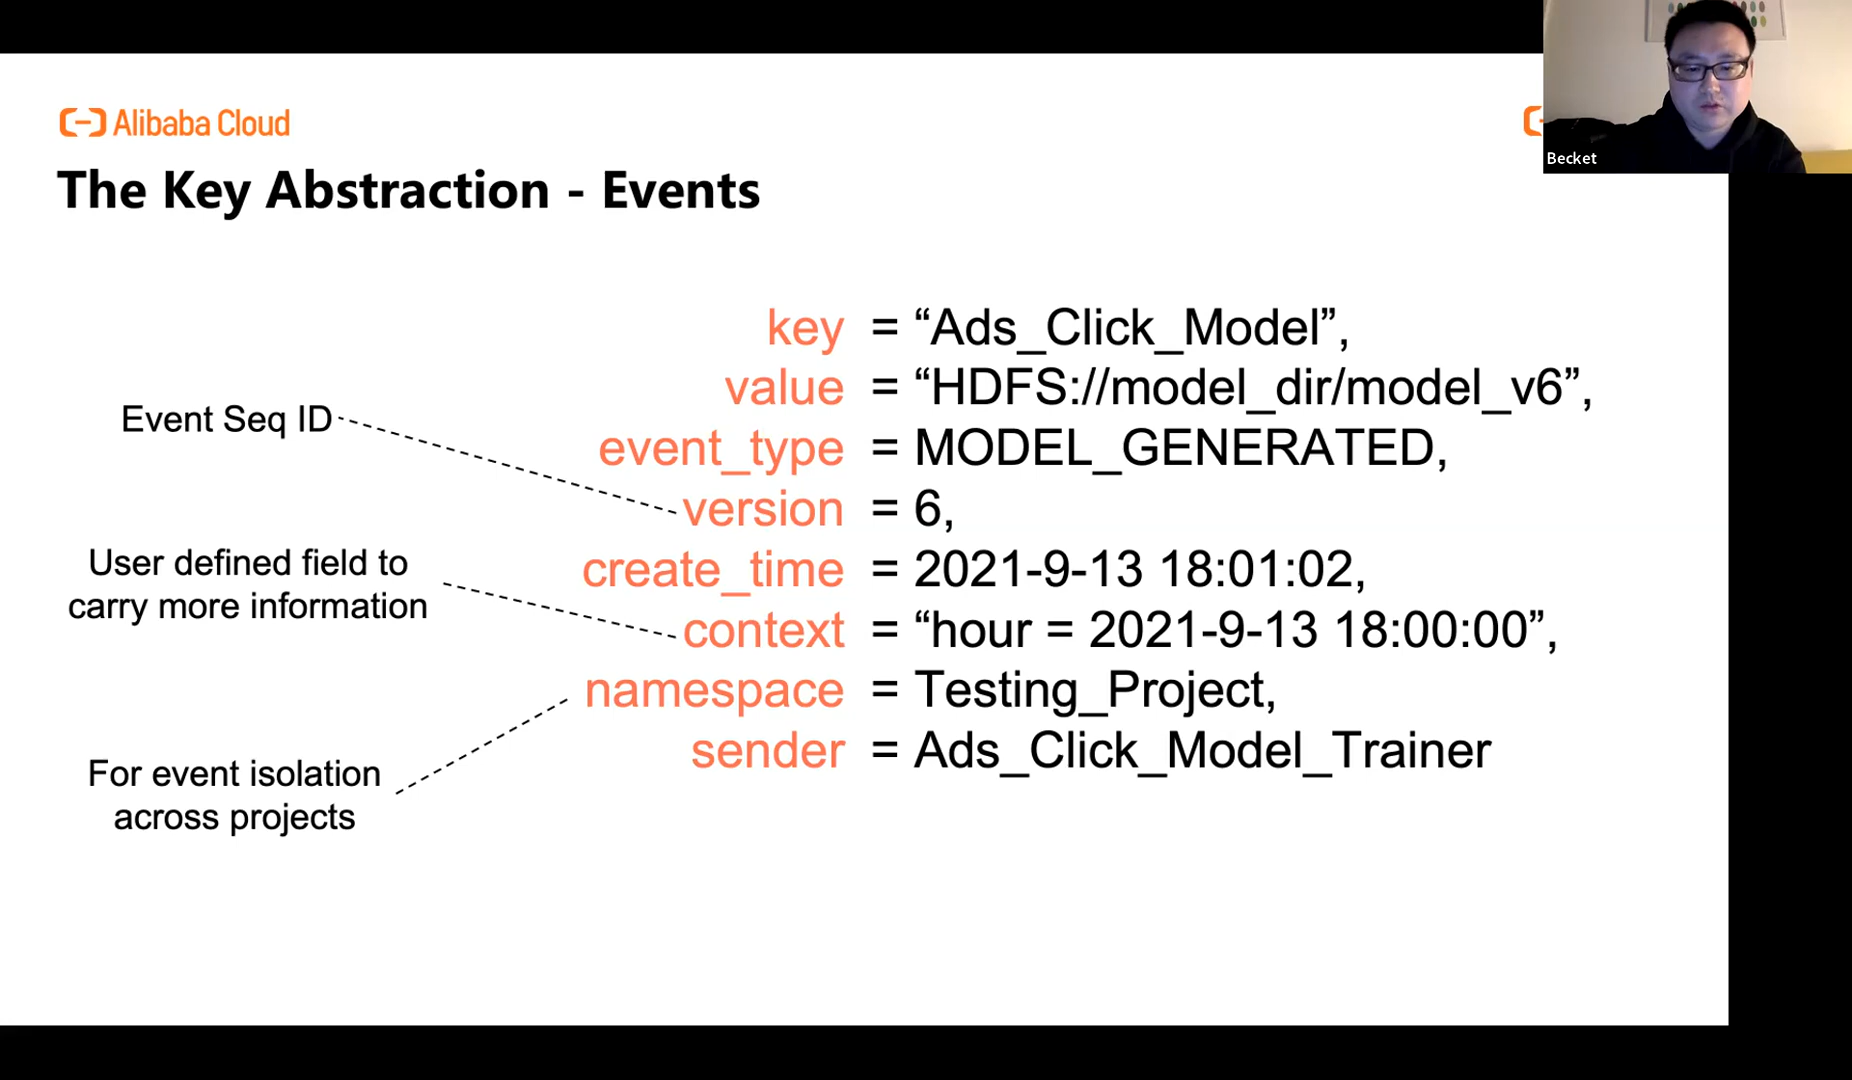 Alibaba Cloud
Becket
The Key Abstraction - Events
key = “Ads_Click_Model”,
value = “HDFS://model_dir/model_v6”,
event_type = MODEL_GENERATED,
version = 6,
create_time = 2021-9-13 18:01:02,
context = “hour = 2021-9-13 18:00:00”,
namespace = Testing_Project,
sender = Ads_Click_Model_Trainer
Event Seq ID
User defined field to
carry more information
For event isolation
across projects